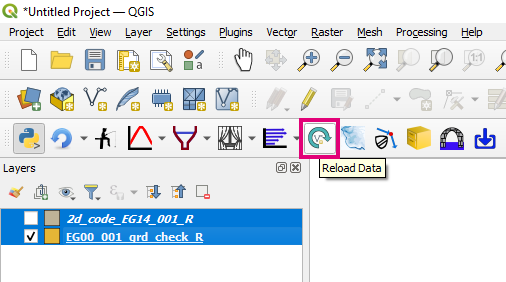 *Untitled Project — QGIS
Project Edit View Layer Settings Plugins Vector Raster Mesh Processing Help
Reload Data
Layers
2d_code_EG14_001_R
EG00_001_grd_check_R